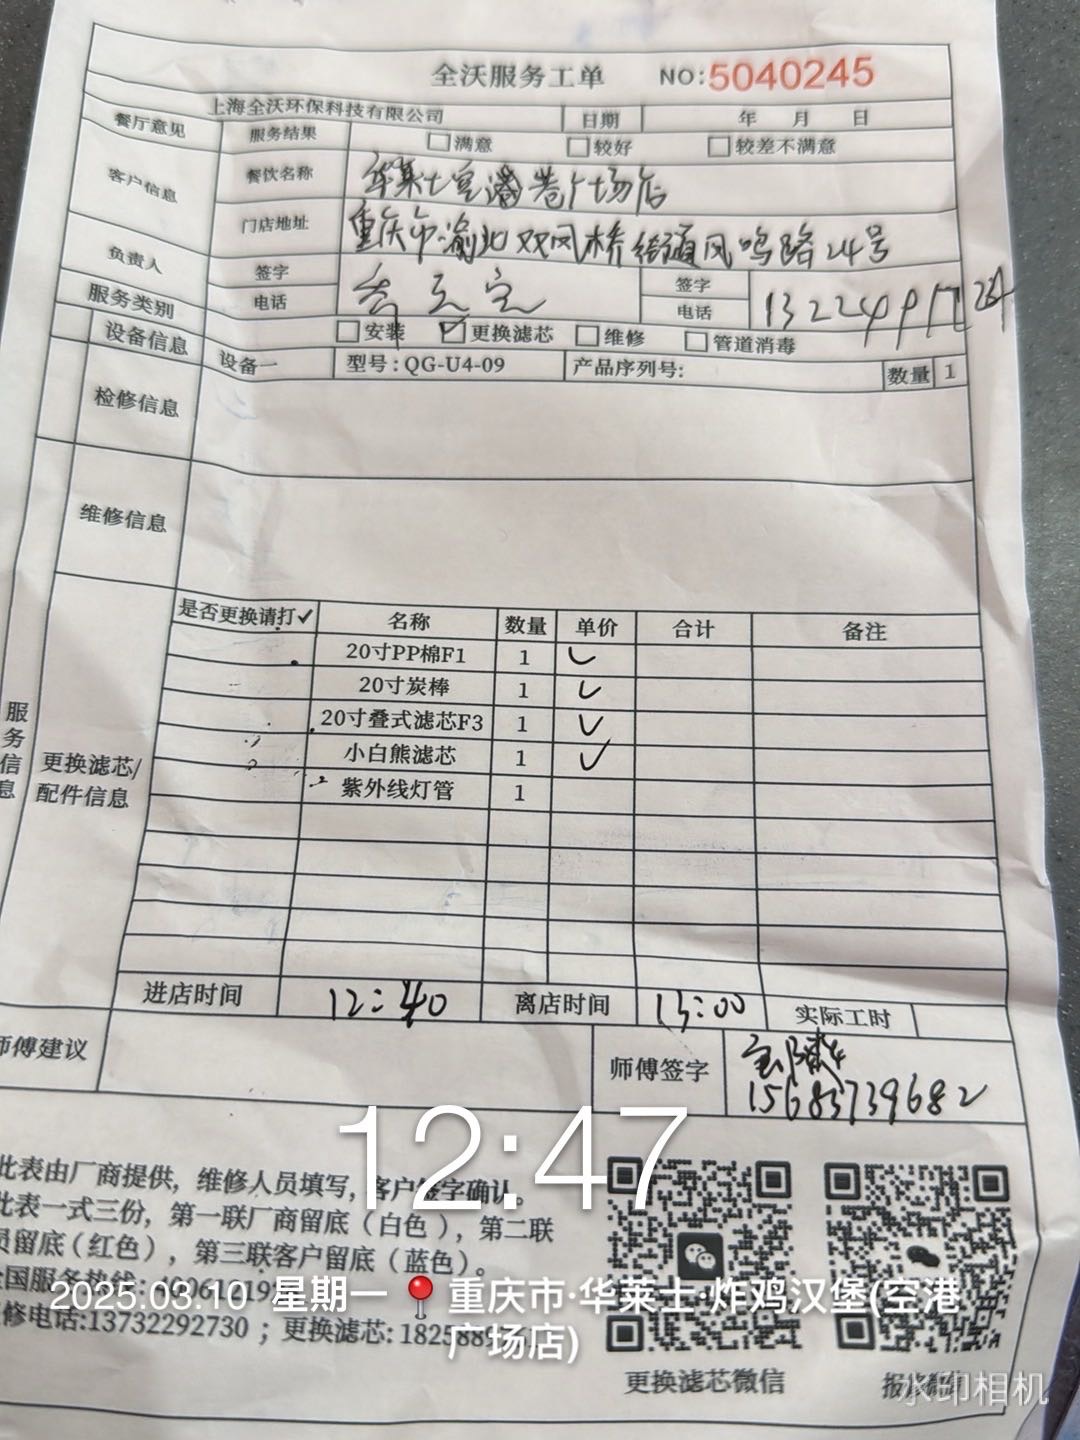 全沃服务工单 NO:5040245
上海全沃环保科技有限公司 日期 年 月 日
餐厅意见 服务结果 满意 较好 较差不满意
客户信息 餐饮名称 华莱士空港 广场店
门店地址 重庆市渝北双凤桥街道凤鸣路24号
负责人 签字 签字
电话 电话
服务类别 安装 更换滤芯 维修 管道消毒
设备信息 设备一 型号:QG-U4-09 产品序列号: 数量 1
检修信息
维修信息
服务信息
更换滤芯/配件信息
是否更换请打✓ 名称 数量 单价 合计 备注
20寸PP棉F1 1 ✓
20寸炭棒 1 ✓
20寸叠式滤芯F3 1 ✓
小白熊滤芯 1 ✓
紫外线灯管 1
进店时间 12:40 离店时间 13:00 实际工时
师傅建议 师傅签字
15683739682
12:47
此表由厂商提供，维修人员填写，客户签字确认。
此表一式三份，第一联厂商留底（白色），第二联
员留底（红色），第三联客户留底（蓝色）。
全国服务热线:
修电话:13732292730；更换滤芯:
2025.03.10 星期一 重庆市·华莱士·炸鸡汉堡(空港
广场店)
更换滤芯微信
水印相机